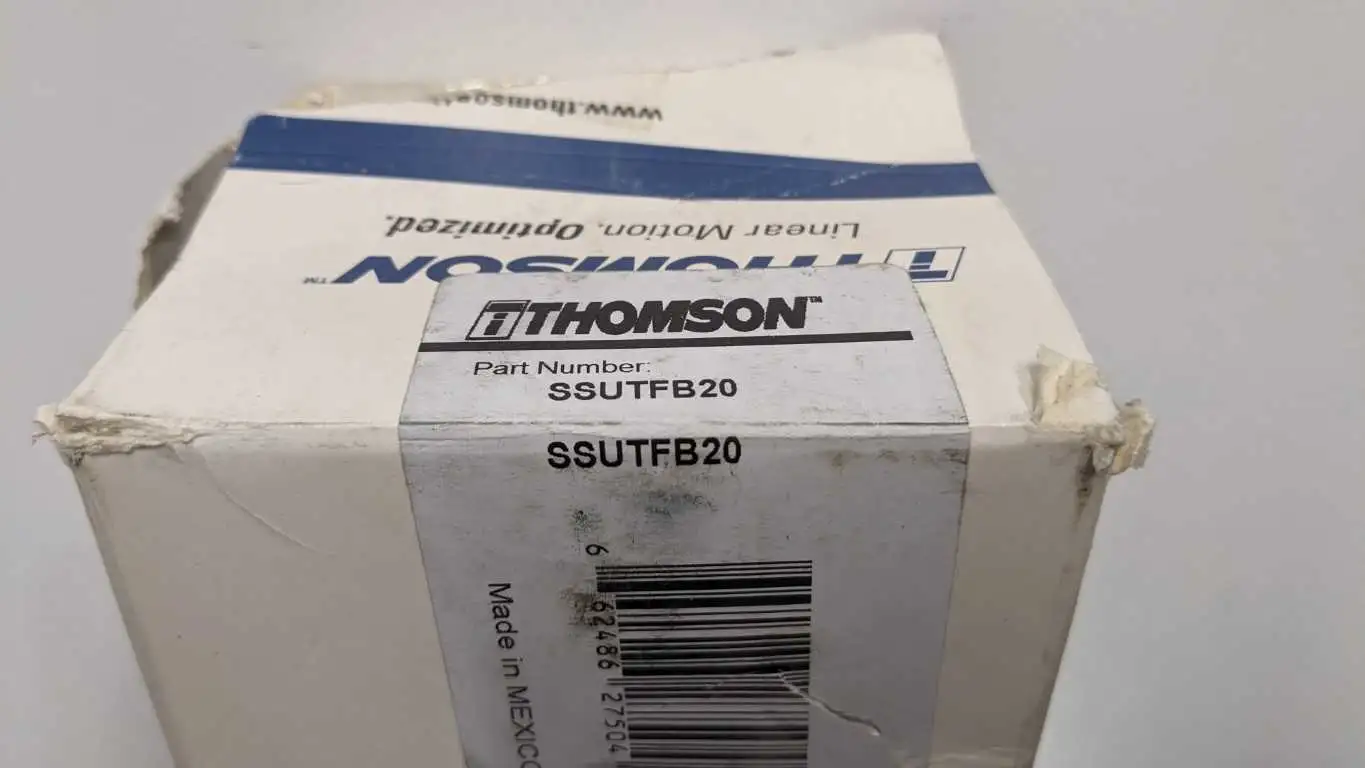 www.thomson
Linear Motion. Optimized.
THOMSON™
THOMSON™
Part Number:
SSUTFB20
SSUTFB20
6 62486 27504
Made in MEXICO